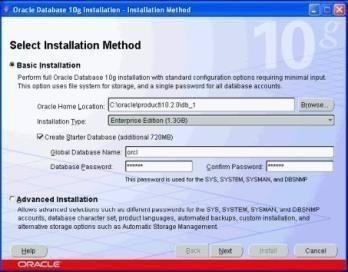 Oracle Database 10g Installation - Installation Method
10g
Select Installation Method
Basic Installation
Perform full Oracle Database 10g installation with standard configuration options requiring minimal input.
This option uses file system for storage, and a single password for all database accounts.
Oracle Home Location: C:\oracle\product\10.2.0\db_1 Browse...
Installation Type: Enterprise Edition (1.3GB)
Create Starter Database (additional 720MB)
Global Database Name: orcl
Database Password: ****** Confirm Password: ******
This password is used for the SYS, SYSTEM, SYSMAN, and DBSNMP
Advanced Installation
Allows advanced selections such as different passwords for the SYS, SYSTEM, SYSMAN, and DBSNMP
accounts, database character set, product languages, automated backups, custom installation, and
alternative storage options such as Automatic Storage Management.
Help Back Next Install Cancel
ORACLE